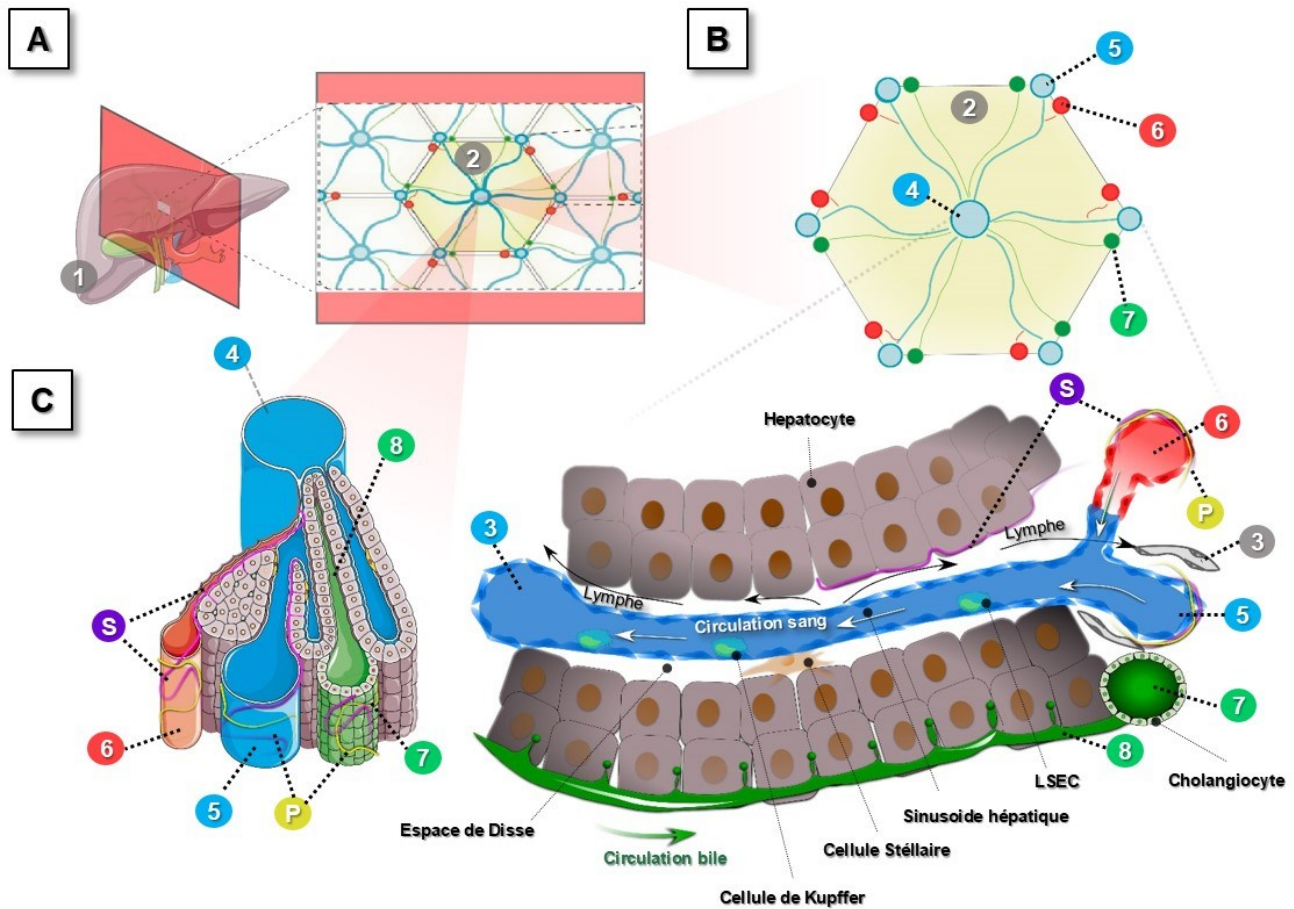 A
B
5
2
6
2
4
1
7
4
C
S
8
Hepatocyte
6
P
Lymphe
3
3
Lymphe
S
Circulation sang
5
7
6
7
8
LSEC
Cholangiocyte
5
P
Espace de Disse
Sinusoide hépatique
Circulation bile
Cellule Stéllaire
Cellule de Kupffer